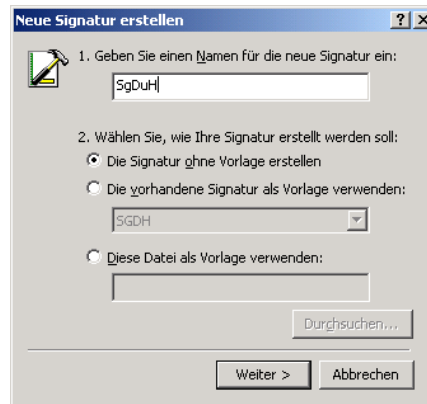 Neue Signatur erstellen
1. Geben Sie einen Namen für die neue Signatur ein:
SgDuH
2. Wählen Sie, wie Ihre Signatur erstellt werden soll:
Die Signatur ohne Vorlage erstellen
Die vorhandene Signatur als Vorlage verwenden:
SGDH
Diese Datei als Vorlage verwenden:
Durchsuchen...
Weiter >
Abbrechen